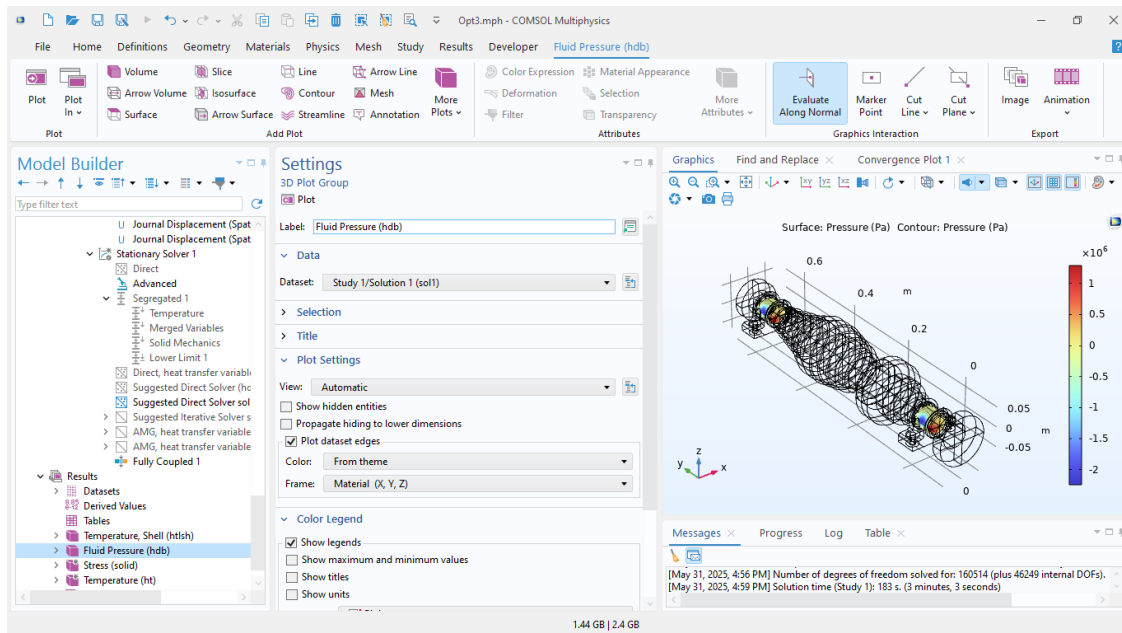 Opt3.mph - COMSOL Multiphysics
File Home Definitions Geometry Materials Physics Mesh Study Results Developer Fluid Pressure (hdb)
Plot
Plot In
Plot
Volume Slice Line Arrow Line
Arrow Volume Isosurface Contour Mesh
Surface Arrow Surface Streamline Annotation
More Plots
Add Plot
Color Expression Material Appearance
Deformation Selection
Filter Transparency
More Attributes
Attributes
Evaluate Along Normal
Marker Point
Cut Line
Cut Plane
Graphics Interaction
Image
Animation
Export
Model Builder
Type filter text
Journal Displacement (Spat
Journal Displacement (Spat
Stationary Solver 1
Direct
Advanced
Segregated 1
Temperature
Merged Variables
Solid Mechanics
Lower Limit 1
Direct, heat transfer variable
Suggested Direct Solver (hc
Suggested Direct Solver sol
Suggested Iterative Solver s
AMG, heat transfer variable
AMG, heat transfer variable
Fully Coupled 1
Results
Datasets
8.85 e-12
Derived Values
Tables
Temperature, Shell (htlsh)
Fluid Pressure (hdb)
Stress (solid)
Temperature (ht)
Settings
3D Plot Group
Plot
Label: Fluid Pressure (hdb)
Data
Dataset: Study 1/Solution 1 (sol1)
Selection
Title
Plot Settings
View: Automatic
Show hidden entities
Propagate hiding to lower dimensions
Plot dataset edges
Color: From theme
Frame: Material (X, Y, Z)
Color Legend
Show legends
Show maximum and minimum values
Show titles
Show units
Graphics Find and Replace Convergence Plot 1
xy yz xz
Surface: Pressure (Pa) Contour: Pressure (Pa)
×10⁶
0.6
0.4
m
0.2
0
0.05
0
-0.05
m
0
1
0.5
0
-0.5
-1
-1.5
-2
z
y
x
Messages Progress Log Table
[May 31, 2025, 4:56 PM] Number of degrees of freedom solved for: 160514 (plus 46249 internal DOFs).
[May 31, 2025, 4:59 PM] Solution time (Study 1): 183 s. (3 minutes, 3 seconds)
1.44 GB | 2.4 GB